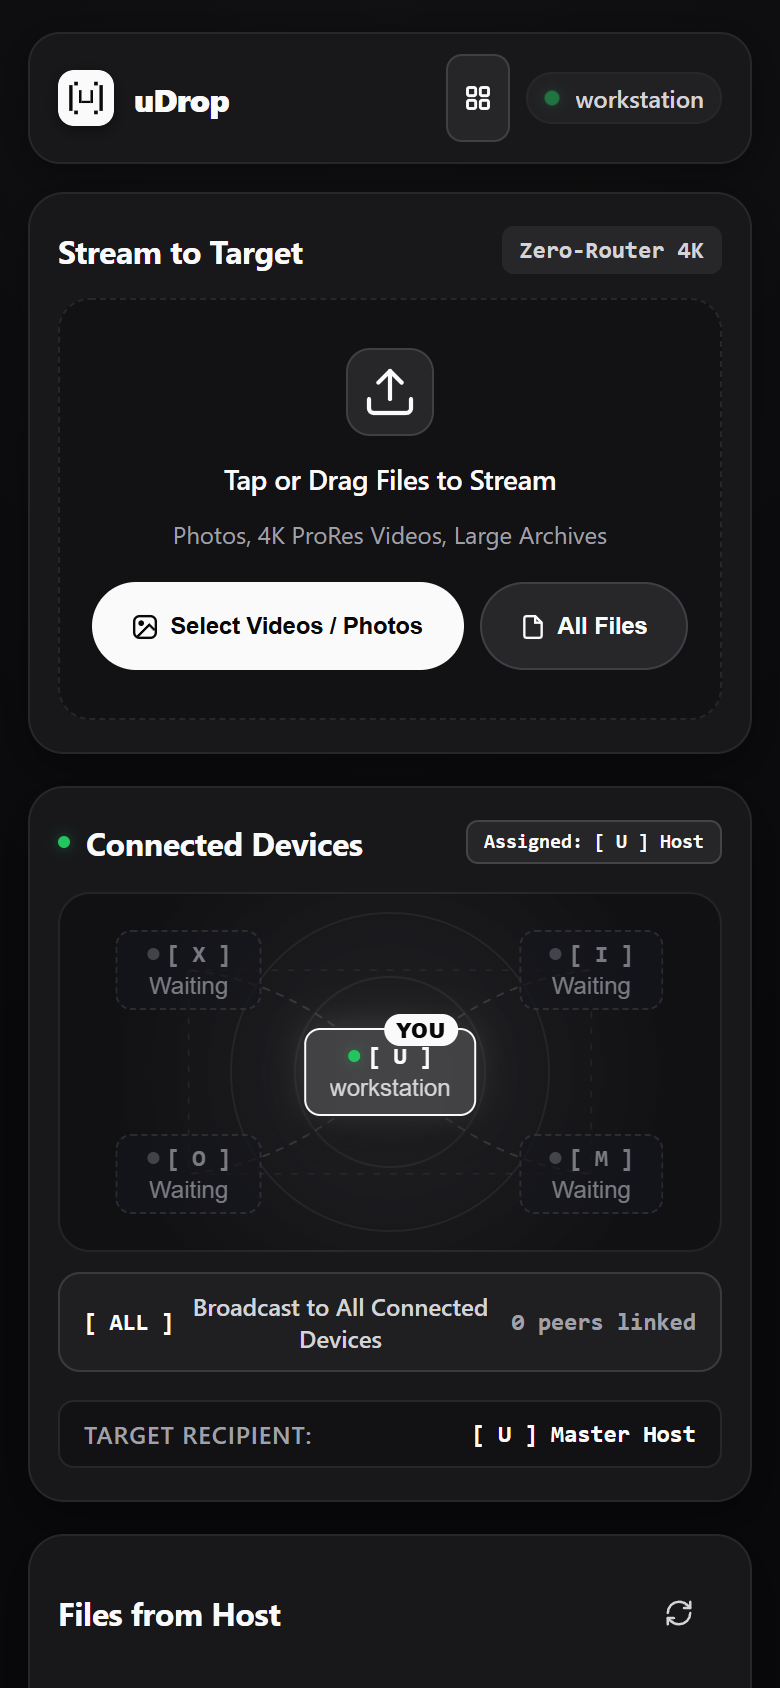 [U]
uDrop
workstation
Stream to Target
Zero-Router 4K
Tap or Drag Files to Stream
Photos, 4K ProRes Videos, Large Archives
Select Videos / Photos
All Files
Connected Devices
Assigned: [ U ] Host
[ X ]
Waiting
[ I ]
Waiting
YOU
[ U ]
workstation
[ O ]
Waiting
[ M ]
Waiting
[ ALL ]
Broadcast to All Connected
Devices
0 peers linked
TARGET RECIPIENT:
[ U ] Master Host
Files from Host